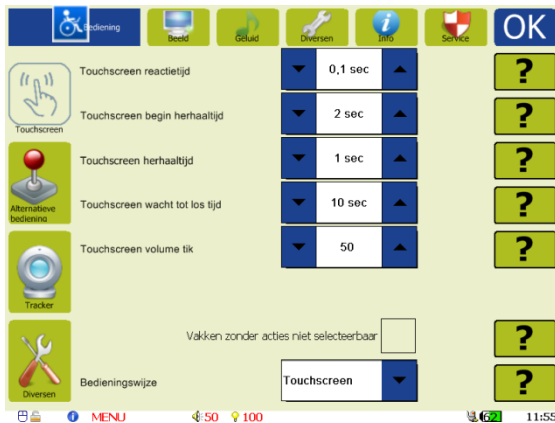 Bediening Beeld Geluid Diversen Info Service OK
Touchscreen reactietijd 0,1 sec ?
Touchscreen
Touchscreen begin herhaaltijd 2 sec ?
Touchscreen herhaaltijd 1 sec ?
Alternatieve
bediening
Touchscreen wacht tot los tijd 10 sec ?
Touchscreen volume tik 50 ?
Tracker
Vakken zonder acties niet selecteerbaar ?
Diversen
Bedieningswijze Touchscreen ?
MENU 50 100 62 11:55